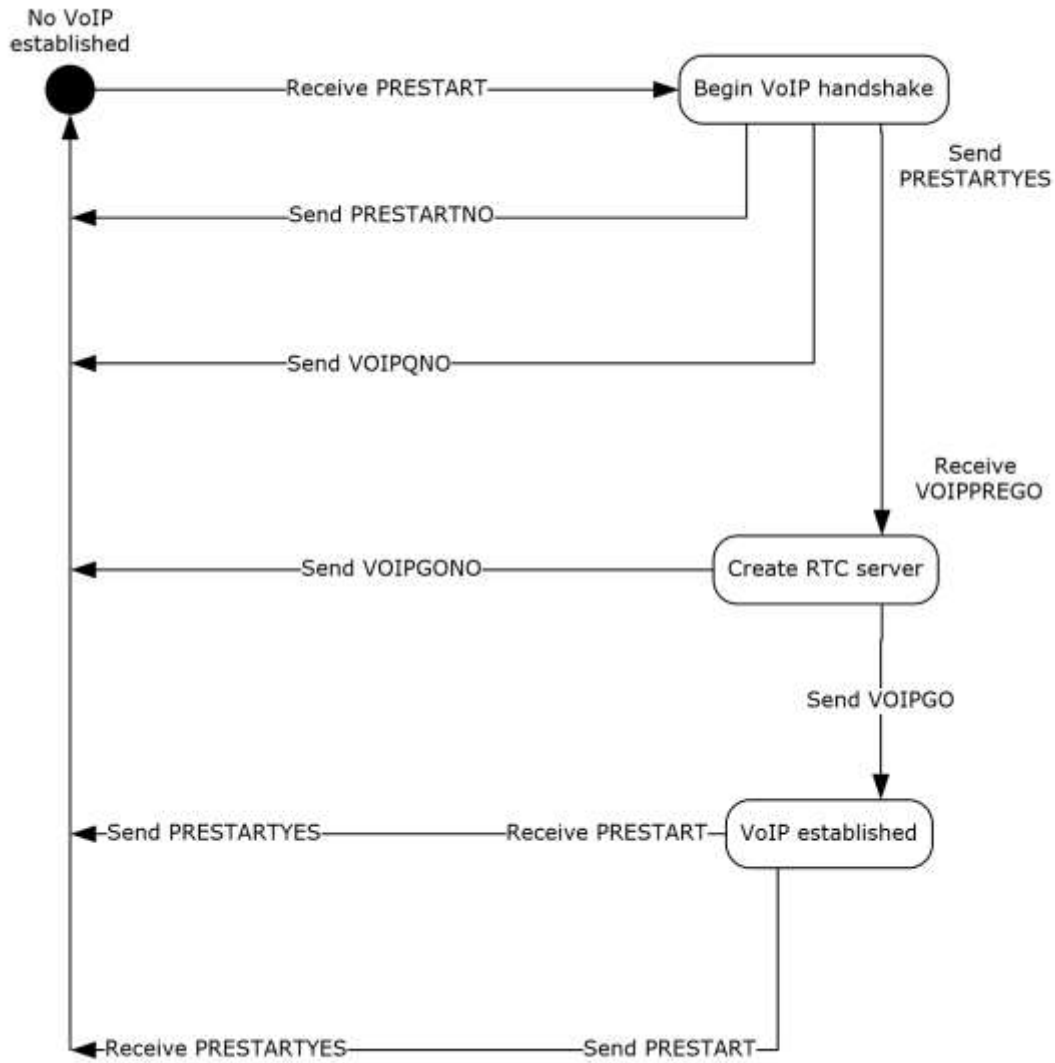 No VoIP
established
Receive PRESTART
Begin VoIP handshake
Send
PRESTARTYES
Send PRESTARTNO
Send VOIPQNO
Receive
VOIPPREGO
Send VOIPGONO
Create RTC server
Send VOIPGO
Send PRESTARTYES
Receive PRESTART
VoIP established
Receive PRESTARTYES
Send PRESTART